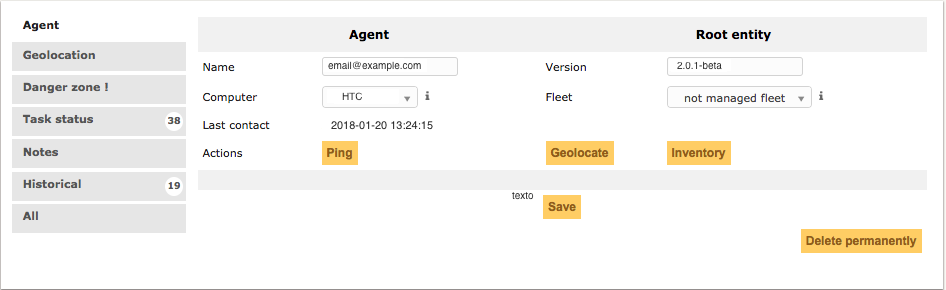 Agent
Geolocation
Danger zone !
Task status 38
Notes
Historical 19
All
Agent Root entity
Name email@example.com Version 2.0.1-beta
Computer HTC i Fleet not managed fleet i
Last contact 2018-01-20 13:24:15
Actions Ping Geolocate Inventory
texto Save
Delete permanently